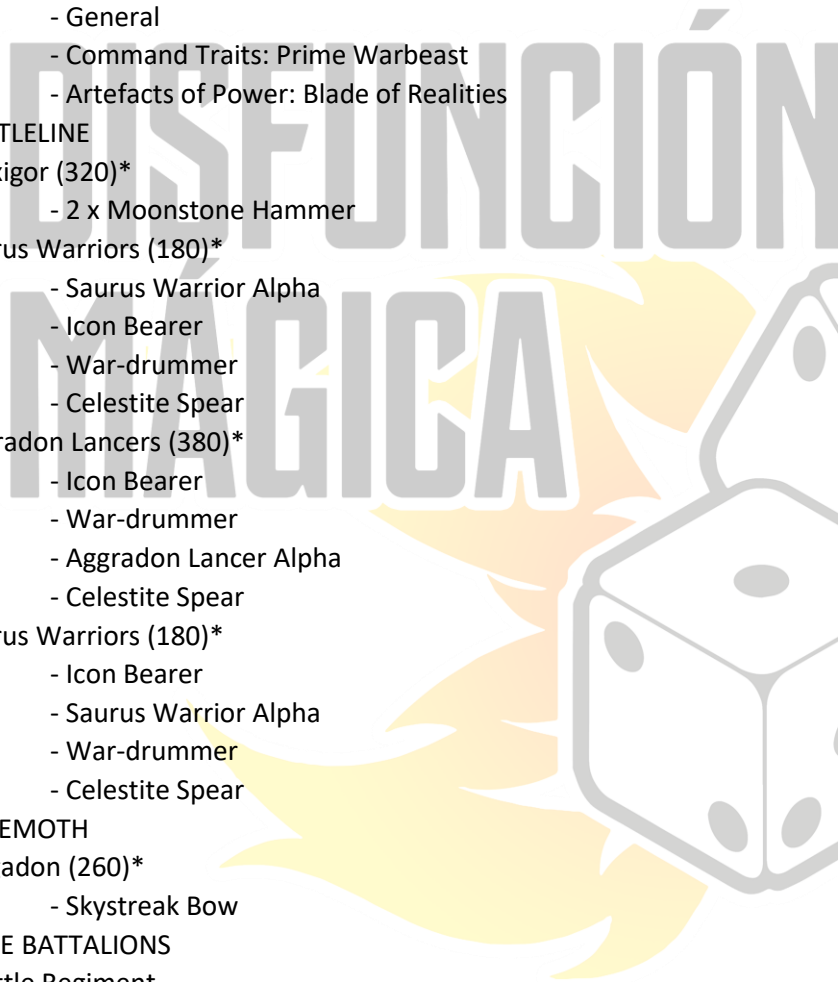 - General
- Command Traits: Prime Warbeast
- Artefacts of Power: Blade of Realities
TLELINE
xigor (320)*
- 2 x Moonstone Hammer
rus Warriors (180)*
- Saurus Warrior Alpha
- Icon Bearer
- War-drummer
- Celestite Spear
radon Lancers (380)*
- Icon Bearer
- War-drummer
- Aggradon Lancer Alpha
- Celestite Spear
rus Warriors (180)*
- Icon Bearer
- Saurus Warrior Alpha
- War-drummer
- Celestite Spear
EMOTH
adon (260)*
- Skystreak Bow
E BATTALIONS
ttle Regiment
DISFUNCIÓN
MÁGICA